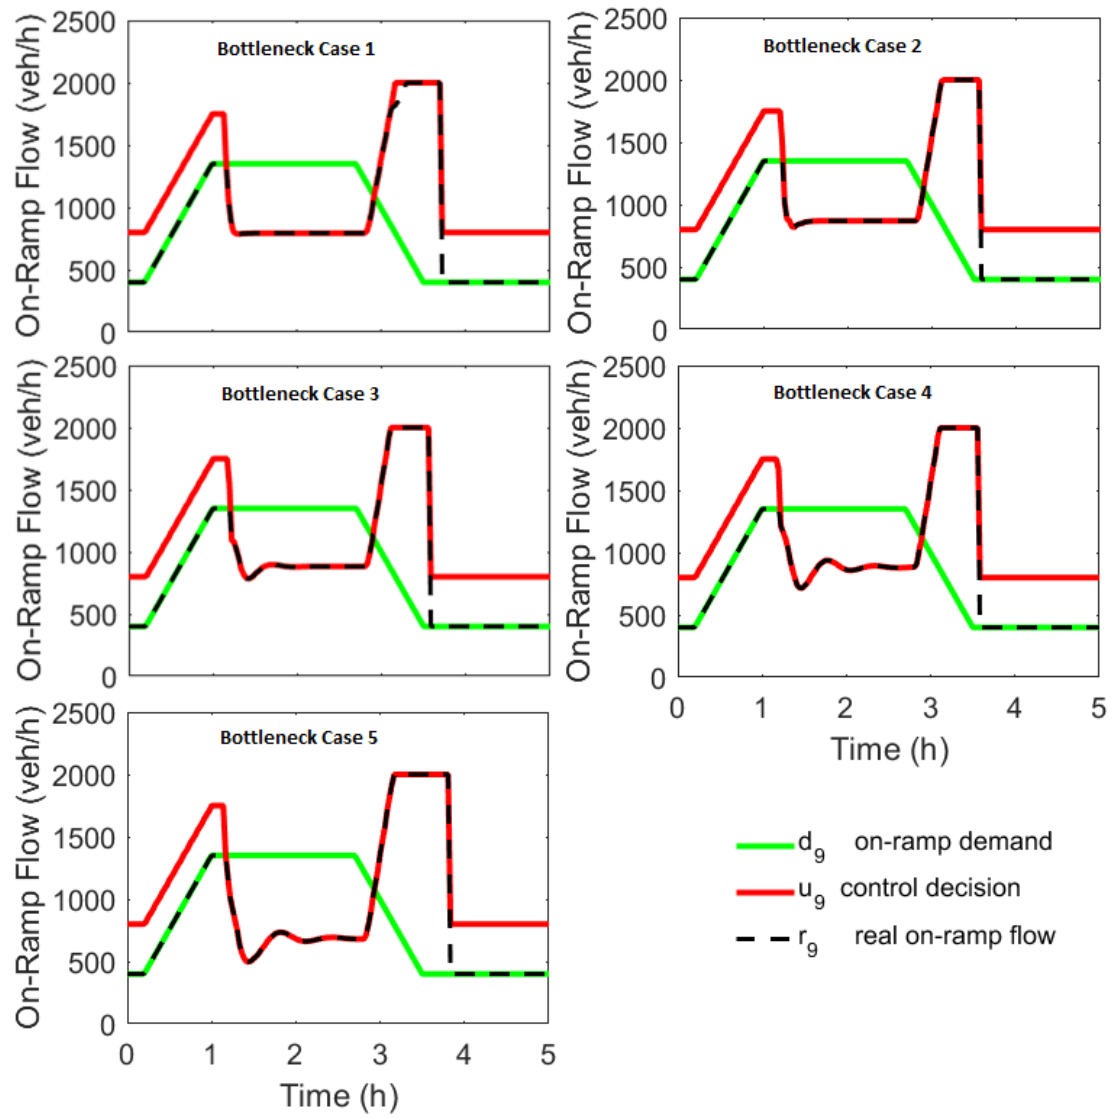 Bottleneck Case 1
On-Ramp Flow (veh/h)
2500
2000
1500
1000
500
0
Bottleneck Case 2
On-Ramp Flow (veh/h)
2500
2000
1500
1000
500
0
Bottleneck Case 3
On-Ramp Flow (veh/h)
2500
2000
1500
1000
500
0
Bottleneck Case 4
On-Ramp Flow (veh/h)
2500
2000
1500
1000
500
0
0 1 2 3 4 5
Time (h)
Bottleneck Case 5
On-Ramp Flow (veh/h)
2500
2000
1500
1000
500
0
0 1 2 3 4 5
Time (h)
d9 on-ramp demand
u9 control decision
r9 real on-ramp flow